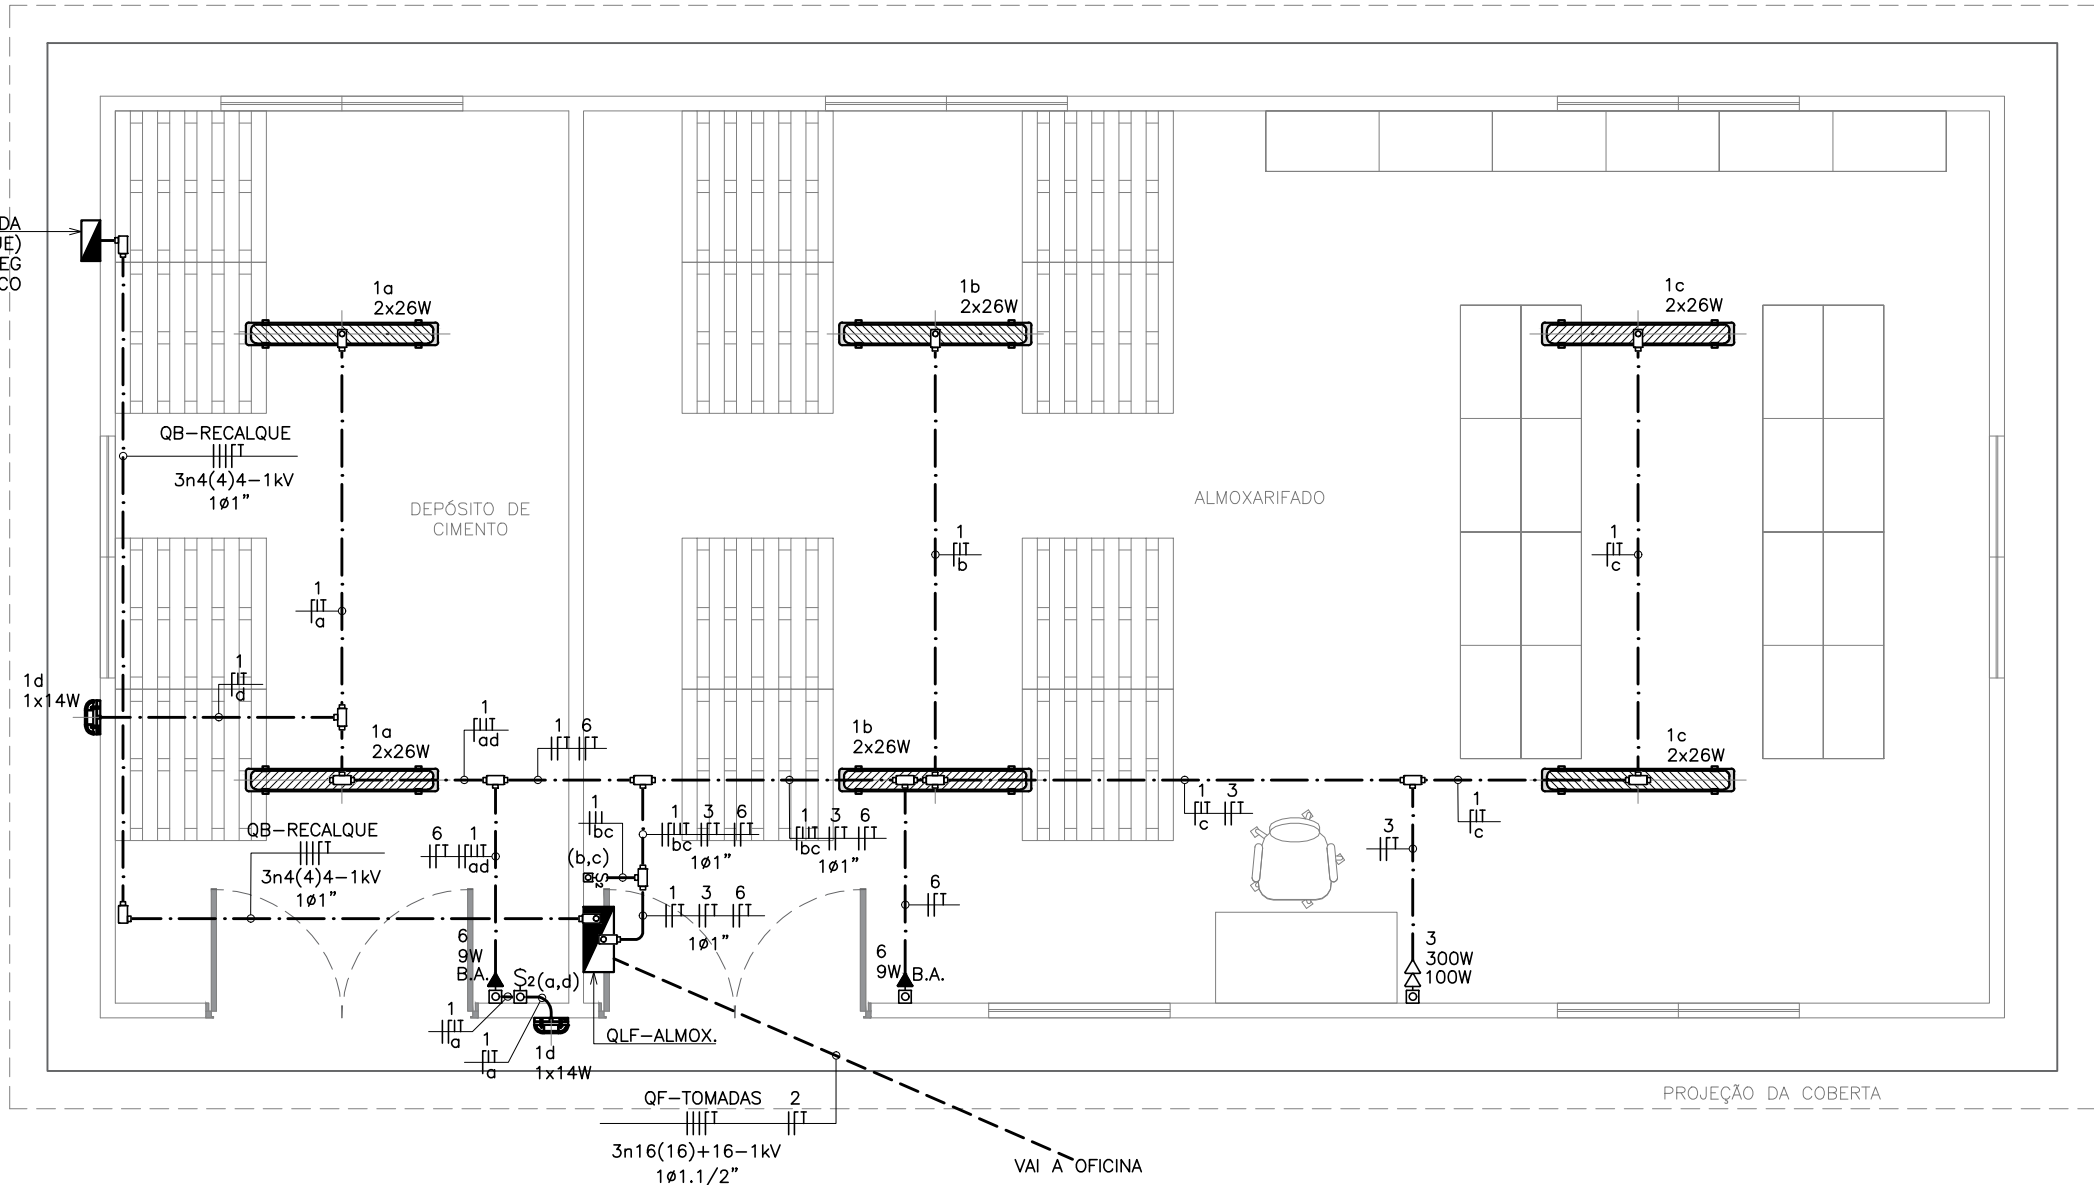 DA
UE)
EG
CO
1a
2x26W
1b
2x26W
1c
2x26W
QB-RECALQUE
3n4(4)4-1kV
1ø1”
DEPÓSITO DE
CIMENTO
ALMOXARIFADO
1
b
1
c
1
a
1
d
1d
1x14W
1a
2x26W
1
ad
1 6
1b
2x26W
1c
2x26W
QB-RECALQUE
3n4(4)4-1kV
1ø1”
6 1
ad
1
bc
(b,c)
S2
1 3 6
bc
1ø1”
1 3 6
bc
1ø1”
1 3
c
1
c
3
1 3 6
1ø1”
6
6
9W
B.A.
S2(a,d)
6
9W
B.A.
3
300W
100W
1
a
1
a
1d
1x14W
QLF-ALMOX.
QF-TOMADAS 2
3n16(16)+16-1kV
1ø1.1/2”
VAI A OFICINA
PROJEÇÃO DA COBERTA